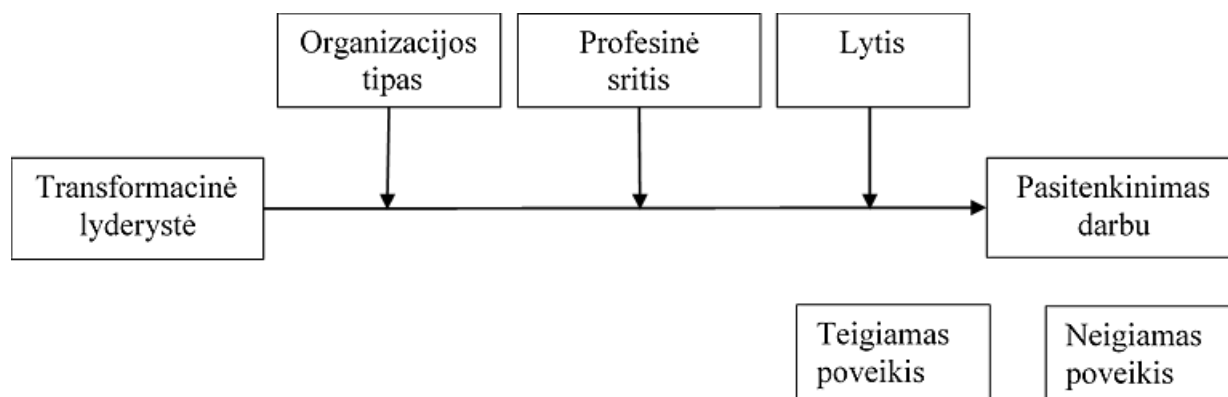 Organizacijos
tipas
Profesinė
sritis
Lytis
Transformacinė
lyderystė
Pasitenkinimas
darbu
Teigiamas
poveikis
Neigiamas
poveikis